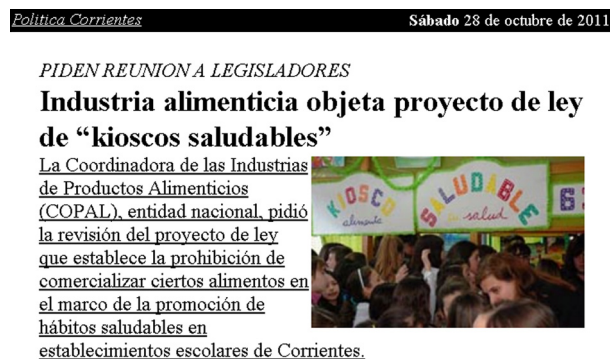 Politica Corrientes
Sábado 28 de octubre de 2011
PIDEN REUNION A LEGISLADORES
Industria alimenticia objeta proyecto de ley
de “kioscos saludables”
La Coordinadora de las Industrias
de Productos Alimenticios
(COPAL), entidad nacional, pidió
la revisión del proyecto de ley
que establece la prohibición de
comercializar ciertos alimentos en
el marco de la promoción de
hábitos saludables en
establecimientos escolares de Corrientes.
KIOSCO SALUDABLE
salud